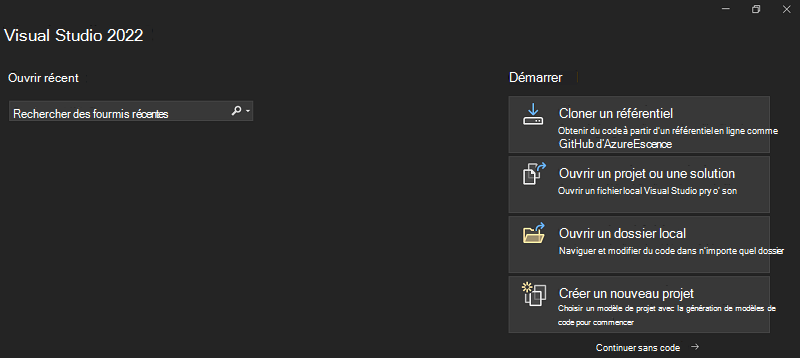 Visual Studio 2022
Ouvrir récent
Rechercher des fourmis récentes
Démarrer
Cloner un référentiel
Obtenir du code à partir d'un référentiel en ligne comme
GitHub d'AzureEscence
Ouvrir un projet ou une solution
Ouvrir un fichier local Visual Studio pry o' son
Ouvrir un dossier local
Naviguer et modifier du code dans n'importe quel dossier
Créer un nouveau projet
Choisir un modèle de projet avec la génération de modèles de
code pour commencer
Continuer sans code →